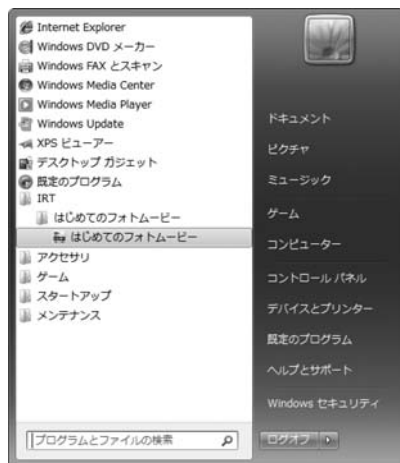 Internet Explorer
Windows DVD メーカー
Windows FAX とスキャン
Windows Media Center
Windows Media Player
Windows Update
XPS ビューアー
デスクトップ ガジェット
既定のプログラム
IRT
はじめてのフォトムービー
はじめてのフォトムービー
アクセサリ
ゲーム
スタートアップ
メンテナンス
プログラムとファイルの検索
ドキュメント
ピクチャ
ミュージック
ゲーム
コンピューター
コントロール パネル
デバイスとプリンター
既定のプログラム
ヘルプとサポート
Windows セキュリティ
ログオフ